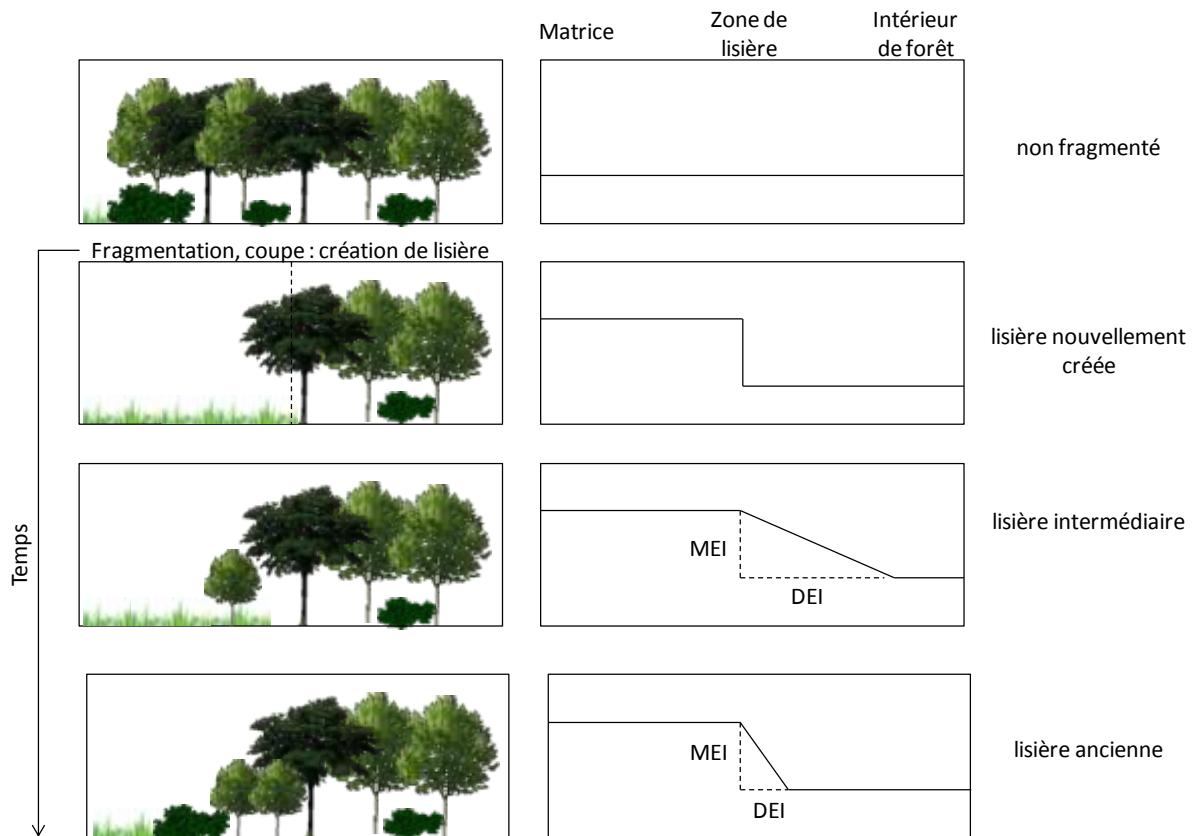 Matrice
Zone de
lisière
Intérieur
de forêt
non fragmenté
Fragmentation, coupe : création de lisière
lisière nouvellement
créée
Temps
MEI
DEI
lisière intermédiaire
MEI
DEI
lisière ancienne